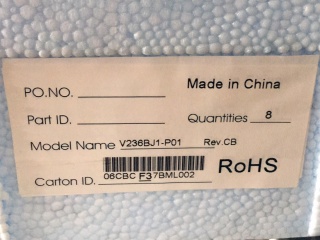 PO.NO. Made in China
Part ID. Quantities 8
Model Name V236BJ1-P01 Rev.CB
RoHS
Carton ID. 06CBC F37BML002